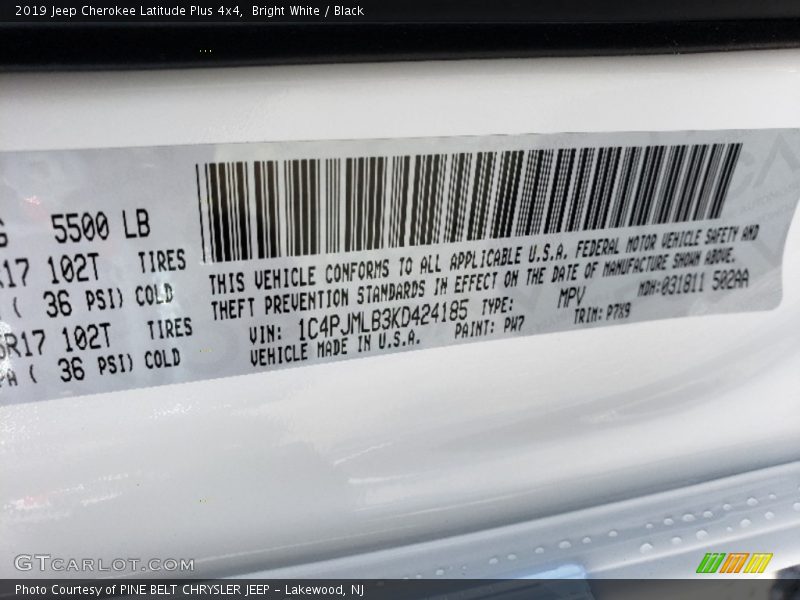 2019 Jeep Cherokee Latitude Plus 4x4,  Bright White / Black
5500 LB
R17 102T TIRES
( 36 PSI) COLD
R17 102T TIRES
PA ( 36 PSI) COLD
THIS VEHICLE CONFORMS TO ALL APPLICABLE U.S.A. FEDERAL MOTOR VEHICLE SAFETY AND
THEFT PREVENTION STANDARDS IN EFFECT ON THE DATE OF MANUFACTURE SHOWN ABOVE.
VIN: 1C4PJMLB3KD424185 TYPE: MPV MDH:031811 502AA
VEHICLE MADE IN U.S.A. PAINT: PW7 TRIM: P7X9
GTCARLOT.COM
Photo Courtesy of PINE BELT CHRYSLER JEEP – Lakewood, NJ